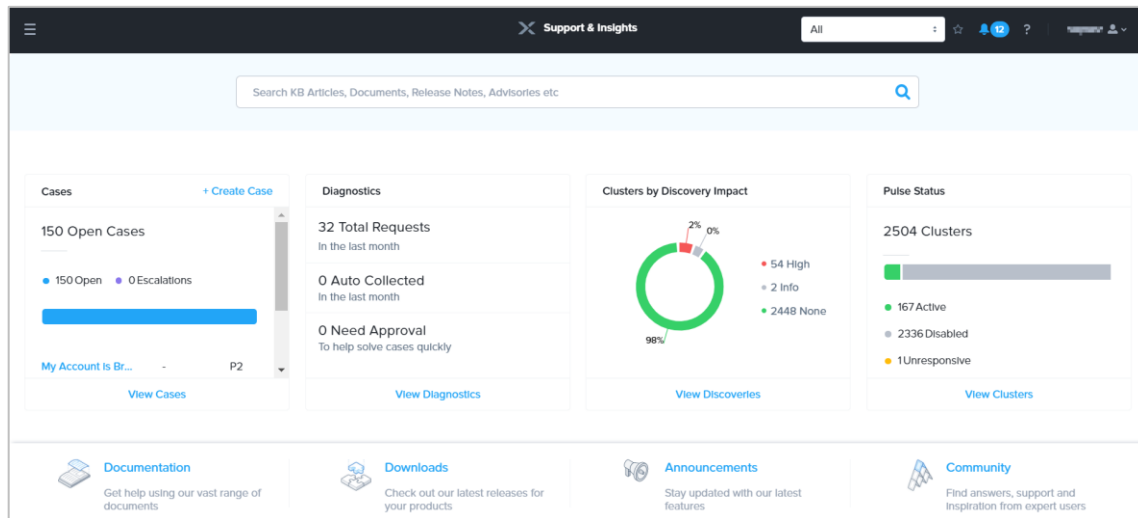 Support & Insights
All
12
?
Search KB Articles, Documents, Release Notes, Advisories etc
Cases
+ Create Case
150 Open Cases
150 Open
0 Escalations
My Account Is Br... - P2
View Cases
Diagnostics
32 Total Requests
In the last month
0 Auto Collected
In the last month
0 Need Approval
To help solve cases quickly
View Diagnostics
Clusters by Discovery Impact
2%
0%
98%
54 High
2 Info
2448 None
View Discoveries
Pulse Status
2504 Clusters
167 Active
2336 Disabled
1 Unresponsive
View Clusters
Documentation
Get help using our vast range of
documents
Downloads
Check out our latest releases for
your products
Announcements
Stay updated with our latest
features
Community
Find answers, support and
inspiration from expert users